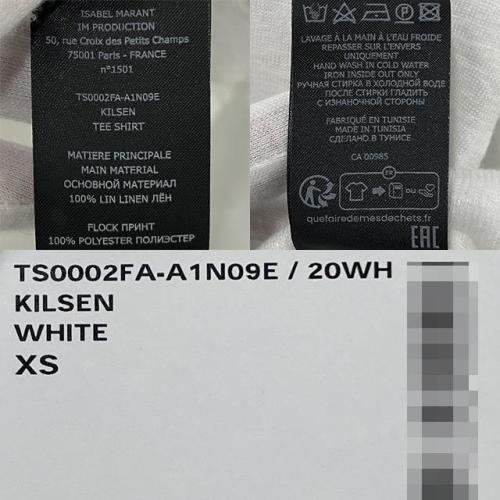 ISABEL MARANT
IM PRODUCTION
50, rue Croix des Petits Champs
75001 Paris - FRANCE
n°1501
TS0002FA-A1N09E
KILSEN
TEE SHIRT
MATIERE PRINCIPALE
MAIN MATERIAL
ОСНОВНОЙ МАТЕРИАЛ
100% LIN LINEN ЛЁН
FLOCK ПРИНТ
100% POLYESTER ПОЛИЭСТЕР
LAVAGE À LA MAIN À L'EAU FROIDE
REPASSER SUR L'ENVERS
UNIQUEMENT
HAND WASH IN COLD WATER
IRON INSIDE OUT ONLY
РУЧНАЯ СТИРКА В ХОЛОДНОЙ ВОДЕ
ПОСЛЕ СТИРКИ ГЛАДИТЬ
С ИЗНАНОЧНОЙ СТОРОНЫ
FABRIQUÉ EN TUNISIE
MADE IN TUNISIA
СДЕЛАНО В ТУНИСЕ
CA 00985
FR
OU
quefairedemesdechets.fr
EAC
TS0002FA-A1N09E / 20WH
KILSEN
WHITE
XS